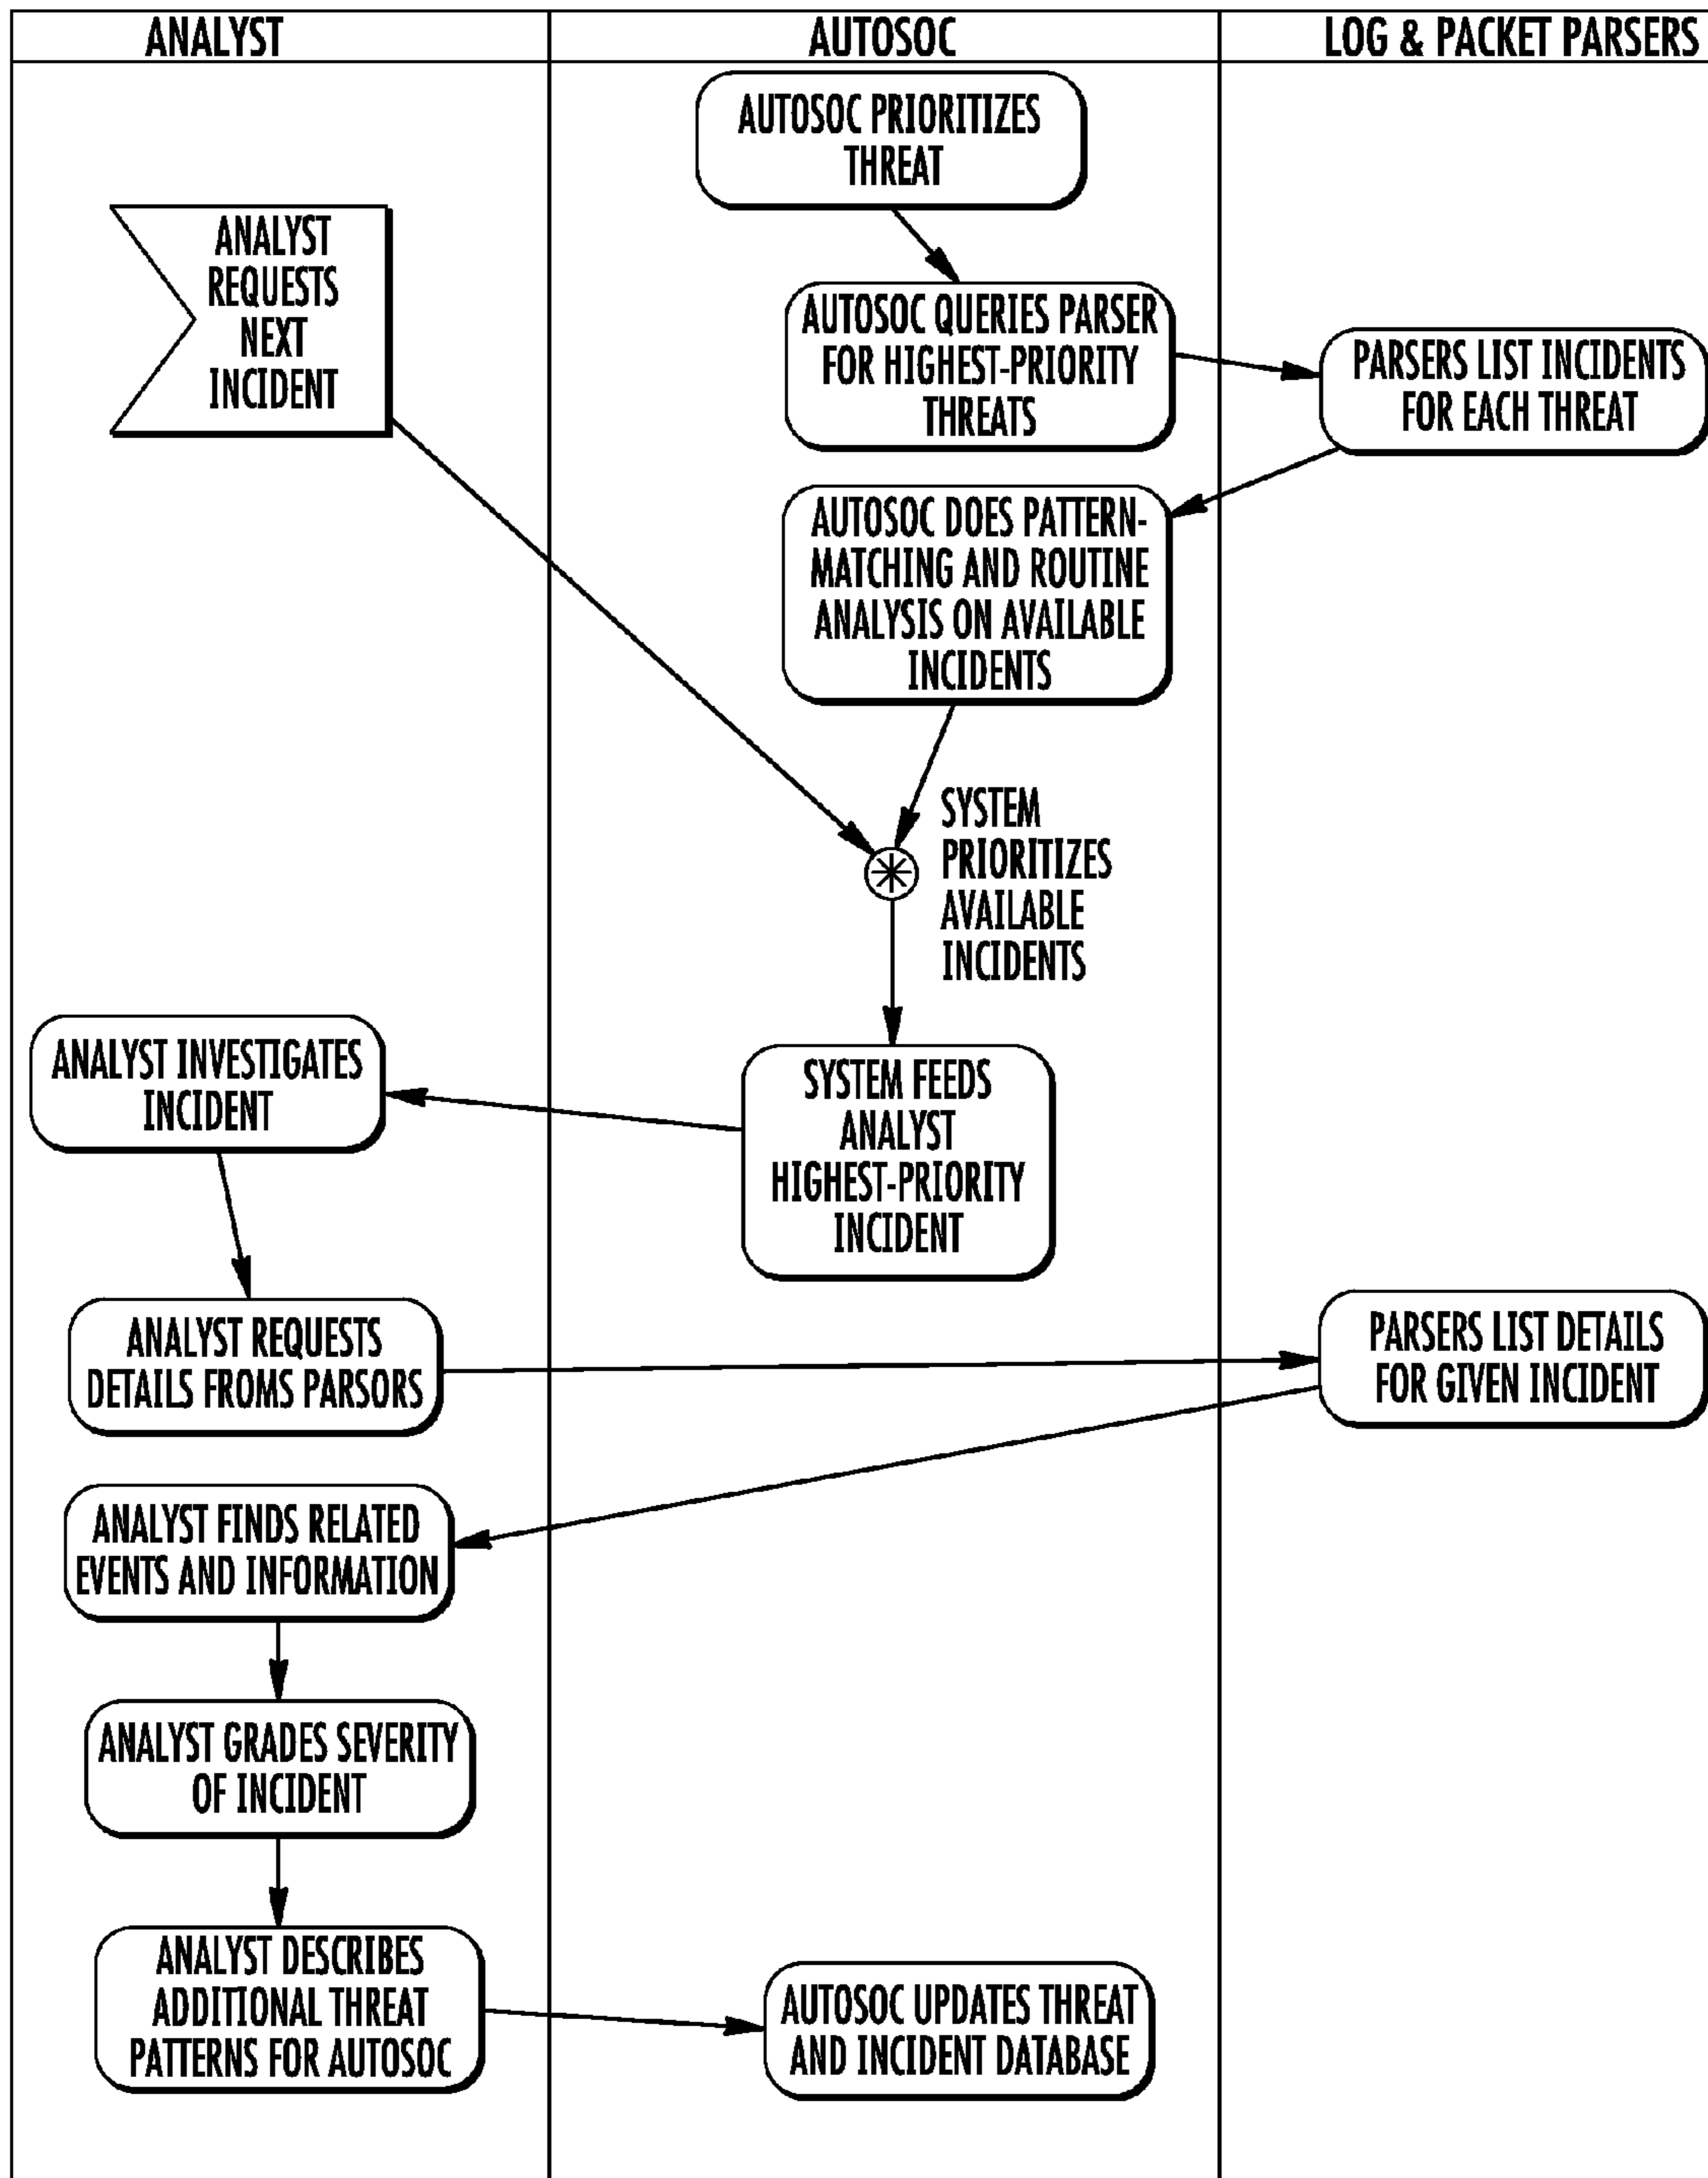 ANALYST
AUTOSOC
LOG & PACKET PARSERS
AUTOSOC PRIORITIZES
THREAT
ANALYST
REQUESTS
NEXT
INCIDENT
AUTOSOC QUERIES PARSER
FOR HIGHEST-PRIORITY
THREATS
PARSERS LIST INCIDENTS
FOR EACH THREAT
AUTOSOC DOES PATTERN-
MATCHING AND ROUTINE
ANALYSIS ON AVAILABLE
INCIDENTS
SYSTEM
PRIORITIZES
AVAILABLE
INCIDENTS
SYSTEM FEEDS
ANALYST
HIGHEST-PRIORITY
INCIDENT
ANALYST INVESTIGATES
INCIDENT
ANALYST REQUESTS
DETAILS FROMS PARSORS
PARSERS LIST DETAILS
FOR GIVEN INCIDENT
ANALYST FINDS RELATED
EVENTS AND INFORMATION
ANALYST GRADES SEVERITY
OF INCIDENT
ANALYST DESCRIBES
ADDITIONAL THREAT
PATTERNS FOR AUTOSOC
AUTOSOC UPDATES THREAT
AND INCIDENT DATABASE